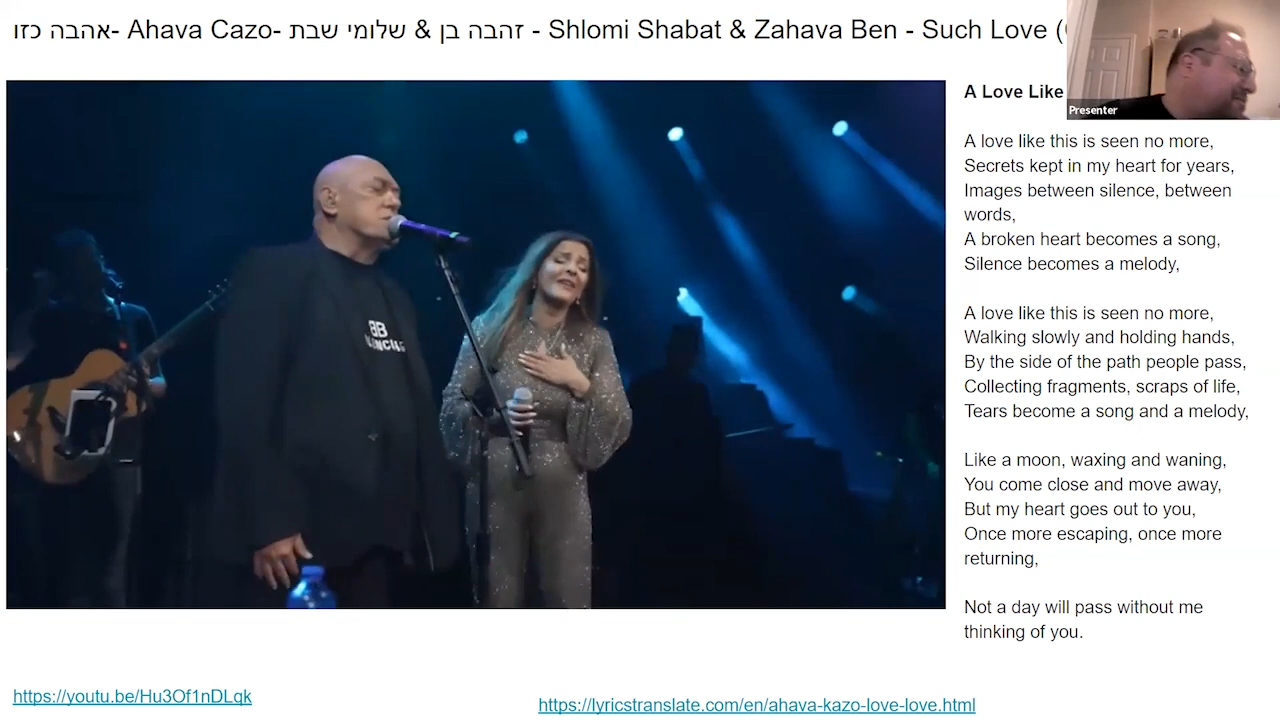 אהבה כזו- Ahava Cazo- זהבה בן & שלומי שבת - Shlomi Shabat & Zahava Ben - Such Love (
Presenter
A Love Like
A love like this is seen no more,
Secrets kept in my heart for years,
Images between silence, between
words,
A broken heart becomes a song,
Silence becomes a melody,
A love like this is seen no more,
Walking slowly and holding hands,
By the side of the path people pass,
Collecting fragments, scraps of life,
Tears become a song and a melody,
Like a moon, waxing and waning,
You come close and move away,
But my heart goes out to you,
Once more escaping, once more
returning,
Not a day will pass without me
thinking of you.
BB
https://youtu.be/Hu3Of1nDLqk
https://lyricstranslate.com/en/ahava-kazo-love-love.html